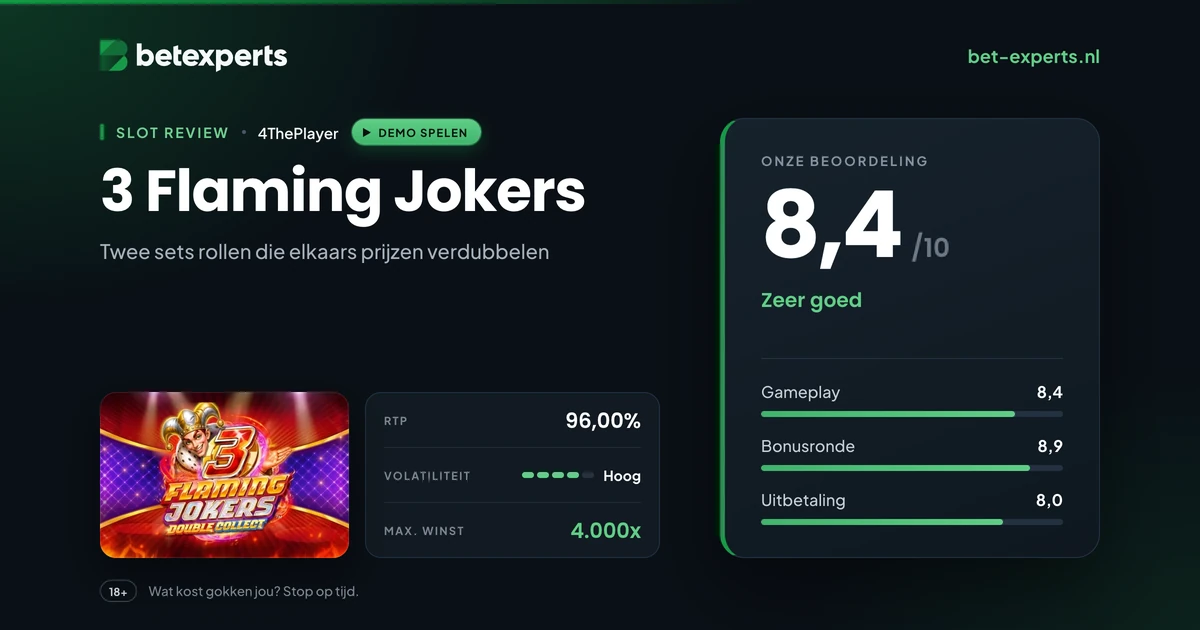 betexperts
bet-experts.nl
SLOT REVIEW • 4ThePlayer ▶ DEMO SPELEN
3 Flaming Jokers
Twee sets rollen die elkaars prijzen verdubbelen
3
FLAMING
JOKERS
DOUBLE COLLECT
RTP 96,00%
VOLATILITEIT Hoog
MAX. WINST 4.000x
18+ Wat kost gokken jou? Stop op tijd.
ONZE BEOORDELING
8,4 /10
Zeer goed
Gameplay 8,4
Bonusronde 8,9
Uitbetaling 8,0